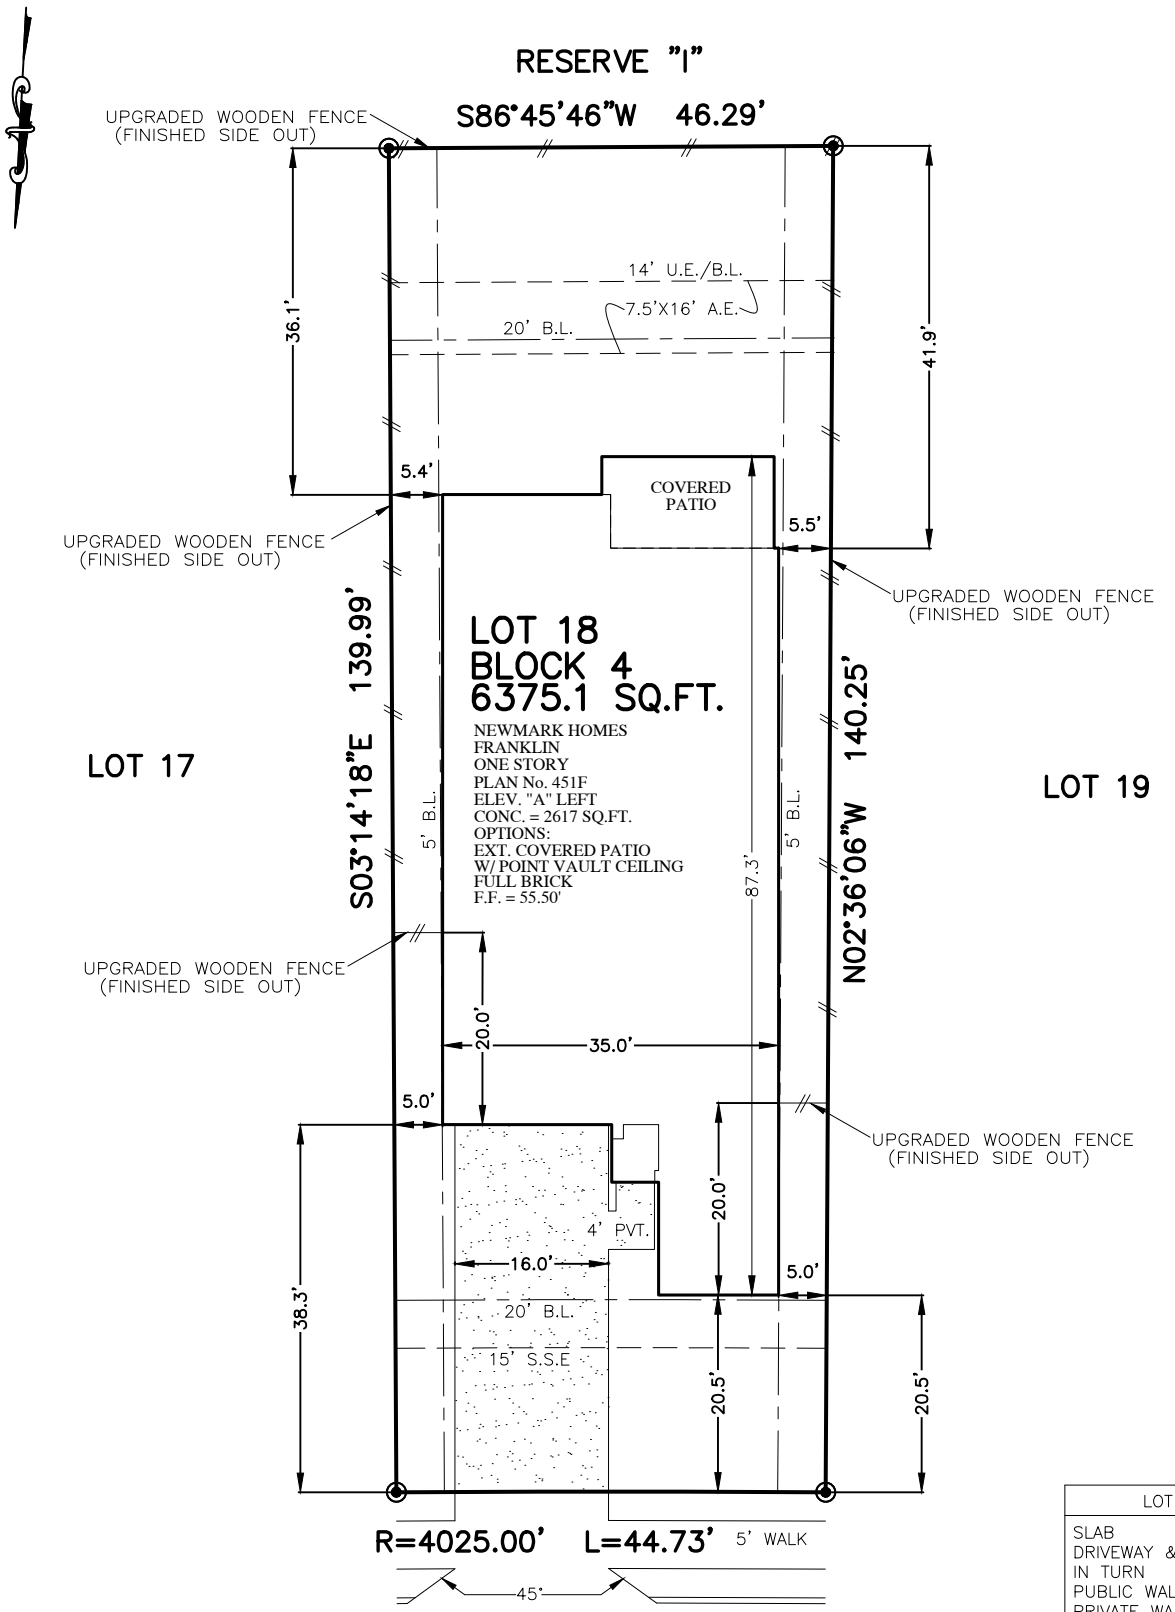 RESERVE "I"
S86°45'46"W 46.29'
UPGRADED WOODEN FENCE
(FINISHED SIDE OUT)
36.1'
14' U.E./B.L.
7.5'X16' A.E.
20' B.L.
41.9'
5.4'
COVERED
PATIO
5.5'
UPGRADED WOODEN FENCE
(FINISHED SIDE OUT)
UPGRADED WOODEN FENCE
(FINISHED SIDE OUT)
S03°14'18"E 139.99'
LOT 18
BLOCK 4
6375.1 SQ.FT.
NEWMARK HOMES
FRANKLIN
ONE STORY
PLAN No. 451F
ELEV. "A" LEFT
CONC. = 2617 SQ.FT.
OPTIONS:
EXT. COVERED PATIO
W/ POINT VAULT CEILING
FULL BRICK
F.F. = 55.50'
N02°36'06"W 140.25'
LOT 17
LOT 19
5' B.L.
5' B.L.
87.3'
UPGRADED WOODEN FENCE
(FINISHED SIDE OUT)
20.0'
35.0'
5.0'
UPGRADED WOODEN FENCE
(FINISHED SIDE OUT)
20.0'
4' PVT.
16.0'
5.0'
38.3'
20' B.L.
15' S.S.E
20.5'
20.5'
R=4025.00' L=44.73' 5' WALK
45°
LOT
SLAB
DRIVEWAY &
IN TURN
PUBLIC WAL
PRIVATE WA